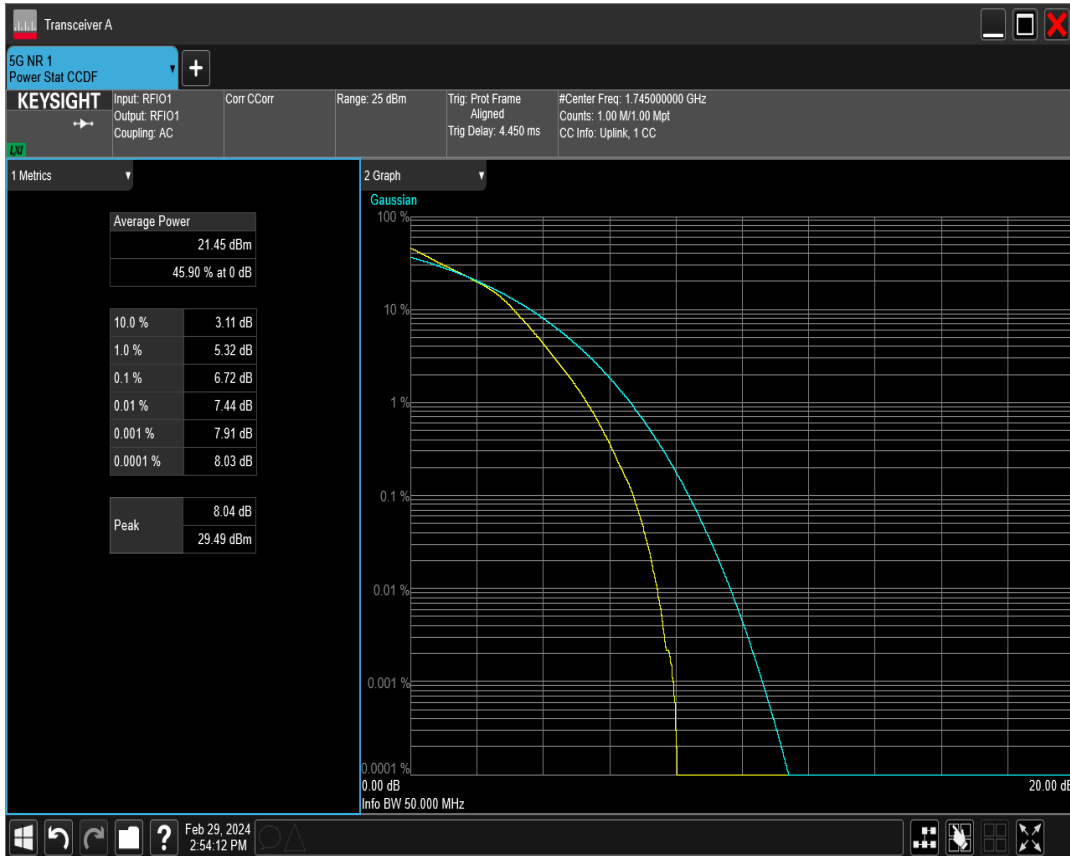 Transceiver A
5G NR 1
Power Stat CCDF
+
KEYSIGHT
LXI
Input: RFIO1
Output: RFIO1
Coupling: AC
Corr CCorr
Range: 25 dBm
Trig: Prot Frame
Aligned
Trig Delay: 4.450 ms
#Center Freq: 1.745000000 GHz
Counts: 1.00 M/1.00 Mpt
CC Info: Uplink, 1 CC
1 Metrics
Average Power
21.45 dBm
45.90 % at 0 dB
10.0 % 3.11 dB
1.0 % 5.32 dB
0.1 % 6.72 dB
0.01 % 7.44 dB
0.001 % 7.91 dB
0.0001 % 8.03 dB
Peak
8.04 dB
29.49 dBm
2 Graph
Gaussian
100 %
10 %
1 %
0.1 %
0.01 %
0.001 %
0.0001 %
0.00 dB 20.00 dB
Info BW 50.000 MHz
?
Feb 29, 2024
2:54:12 PM